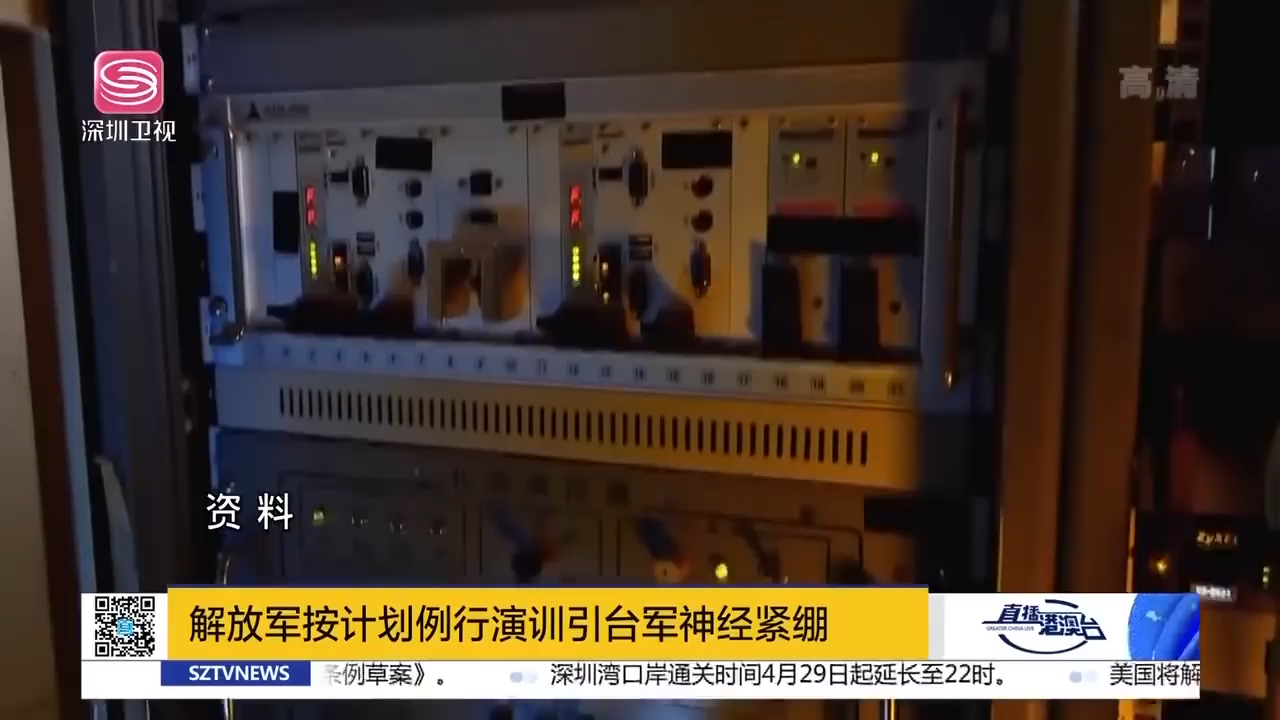 深圳卫视
高清
资料
解放军按计划例行演训引台军神经紧绷
直播港澳台
GREATER CHINA LIVE
SZTVNEWS
条例草案》。 深圳湾口岸通关时间4月29日起延长至22时。 美国将解
ZyXEL